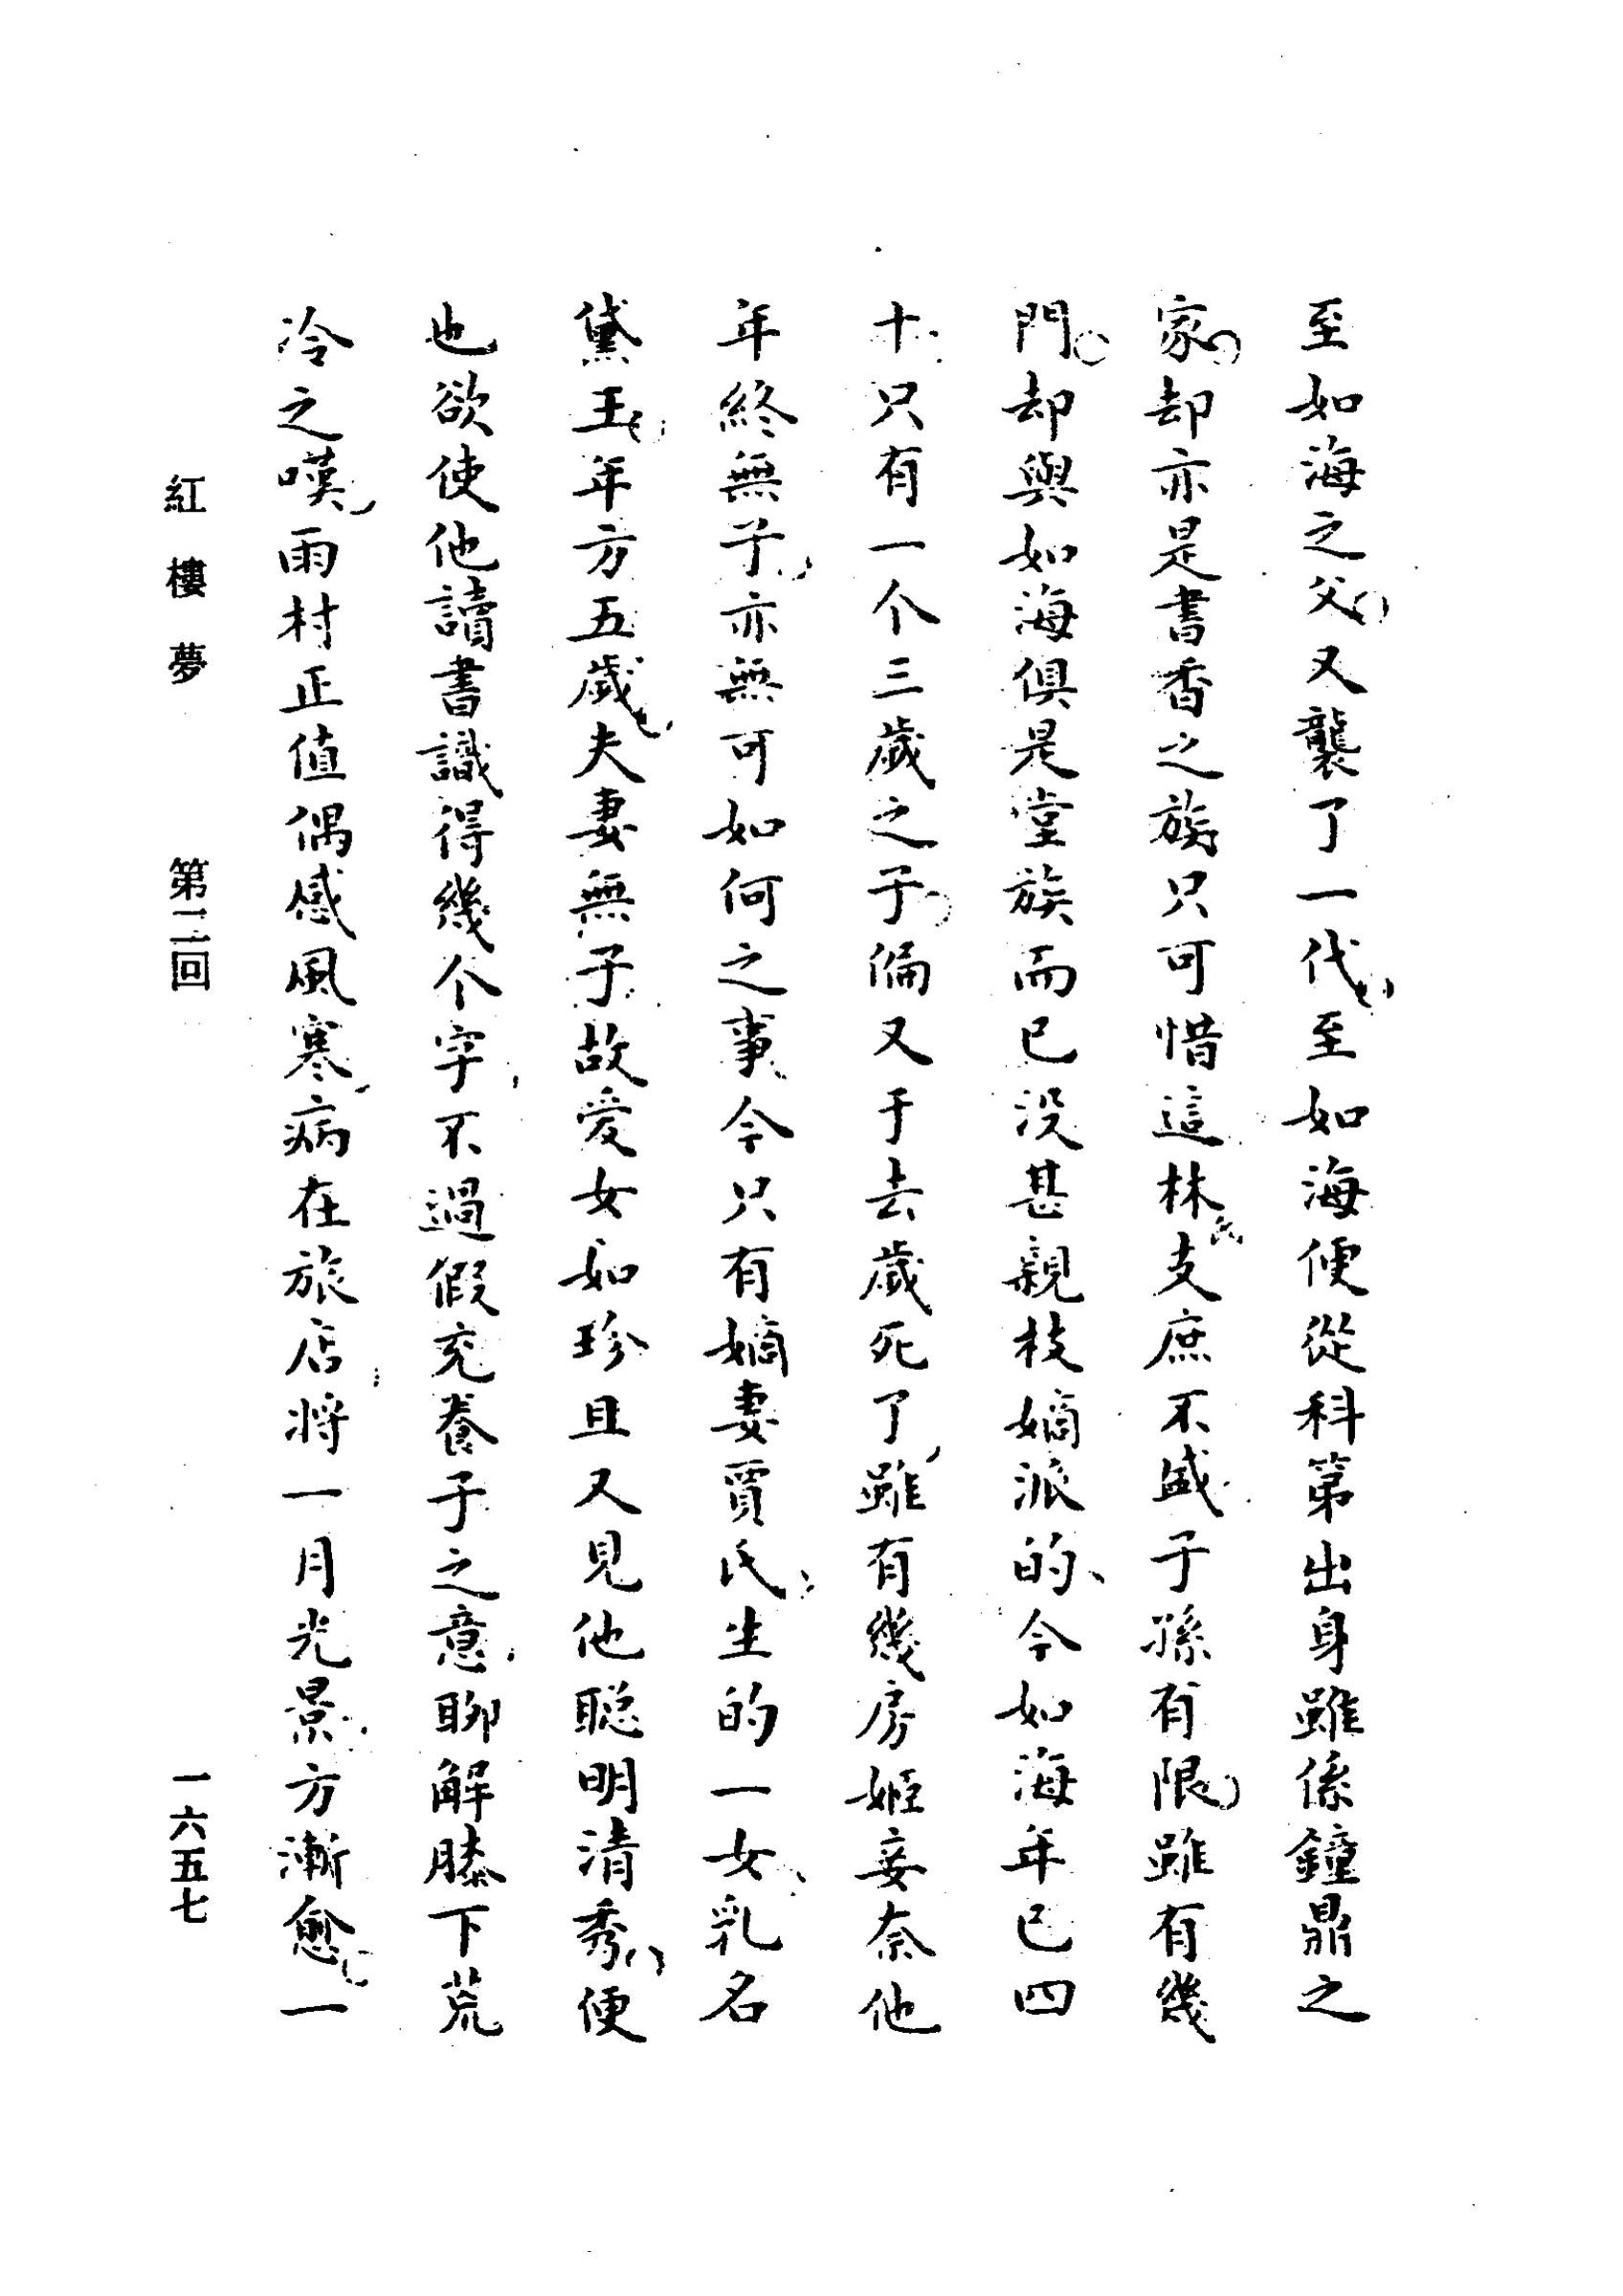 至如海之父又襲了一代至如海便從科第出身雖係鐘鼎之
家却亦是書香之族只可惜這林氏支庶不盛子孫有限雖有幾
門却與如海俱是堂族而已没甚親枝嫡派的今如海年已四
十只有一个三歲之子偏又于去歲死了雖有幾房姬妾奈他
年終無子亦無可如何之事今只有嫡妻賈氏生的一女乳名
黛玉年方五歲夫妻無子故愛女如珍且又見他聪明清秀便
也欲使他讀書識得幾个字不過假充養子之意聊解膝下荒
冷之嘆雨村正值偶感風寒病在旅店將一月光景方漸愈一
紅樓夢 第二回 一六五七